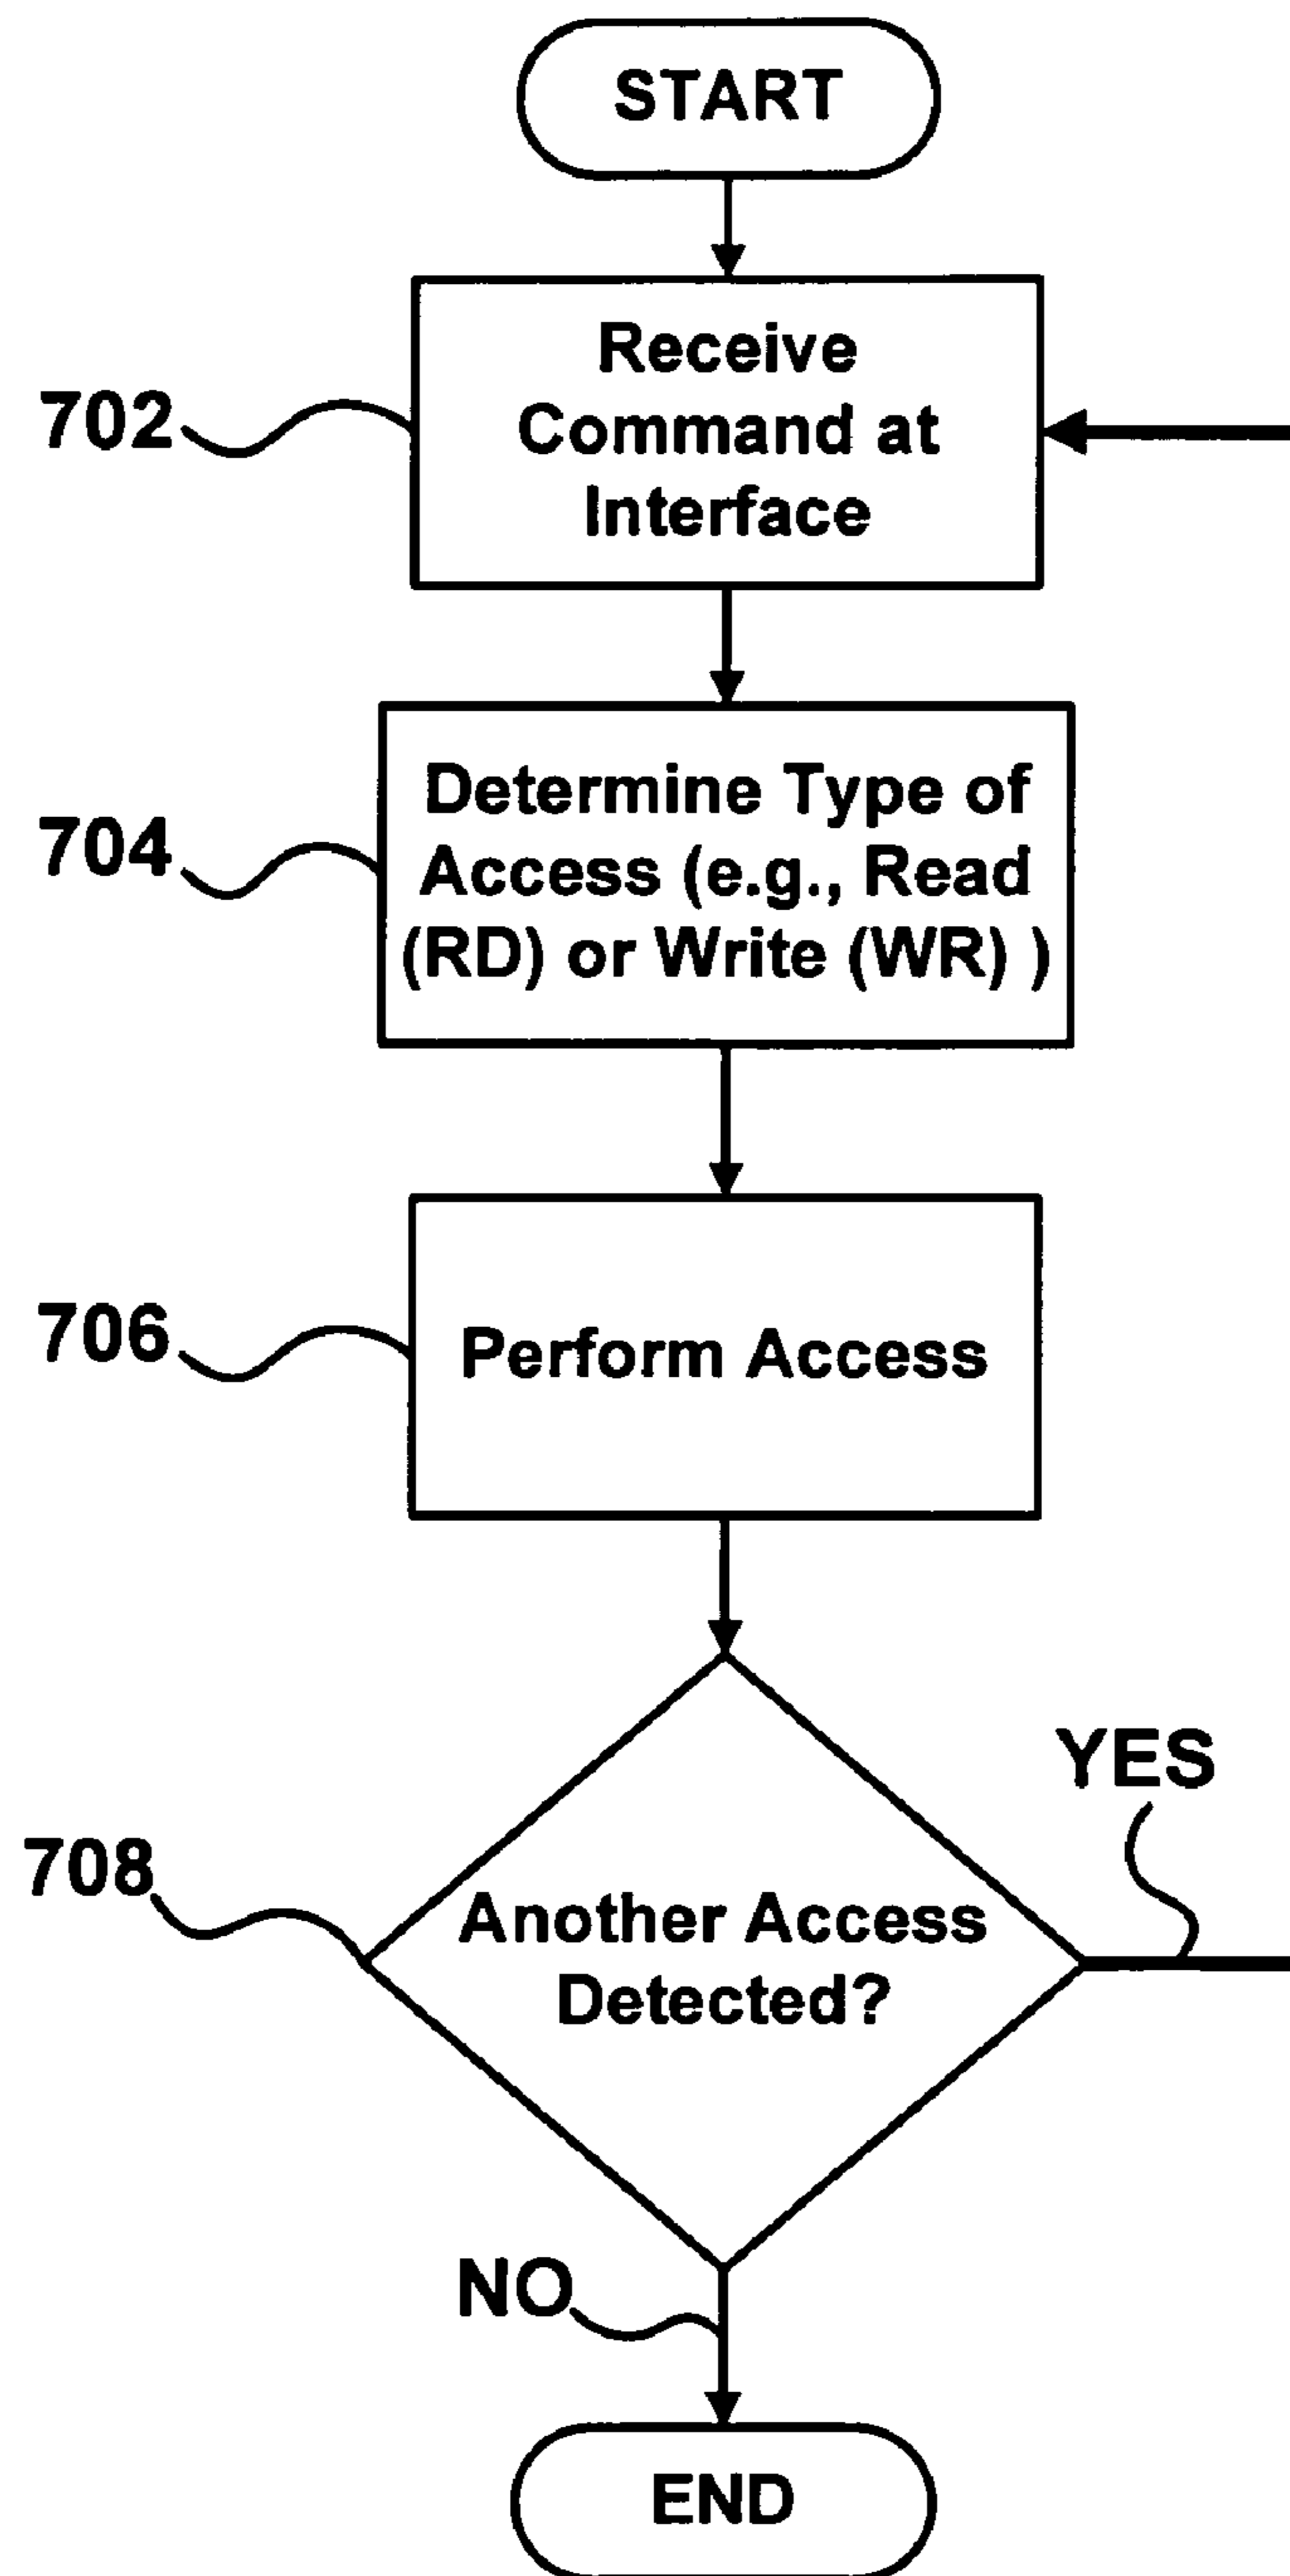 START
Receive
702
Command at
Interface
Determine Type of
704
Access (e.g., Read
(RD) or Write (WR) )
706
Perform Access
YES
708
Another Access
Detected?
NO
END